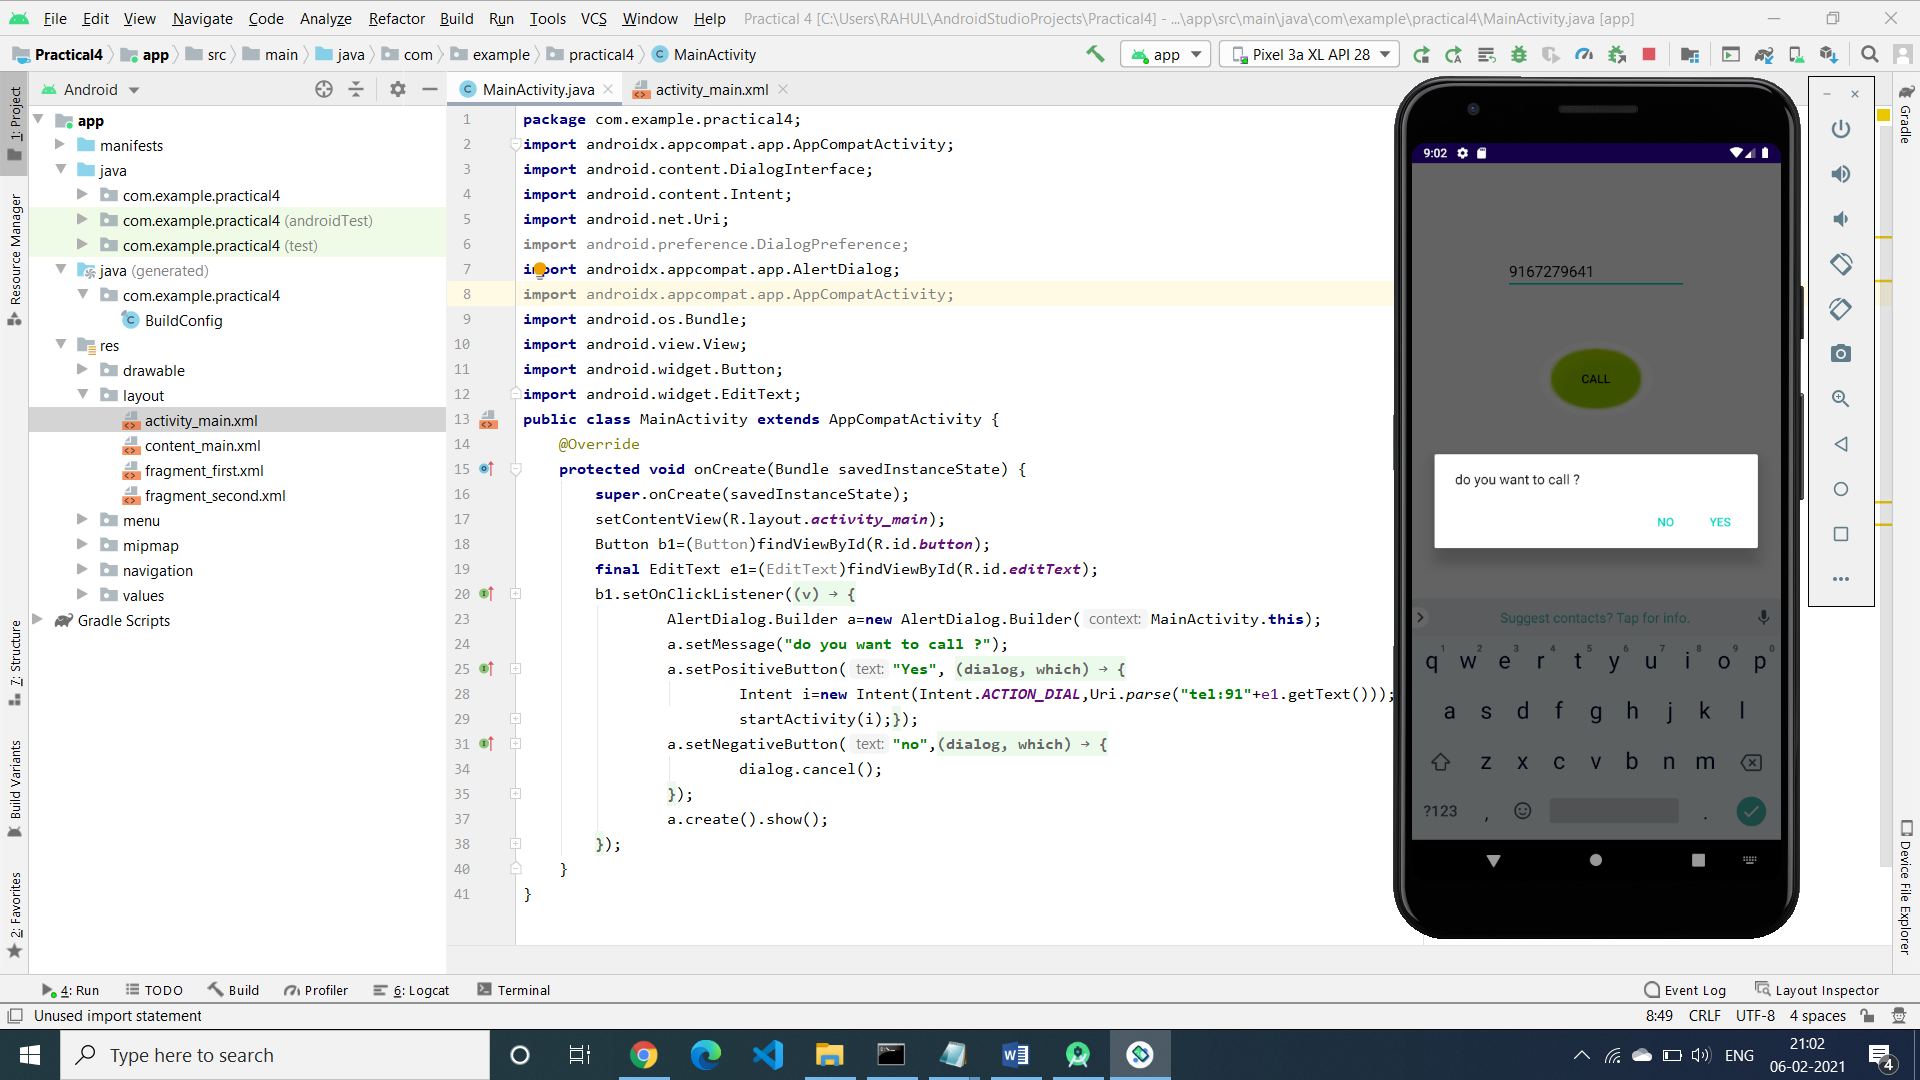 File Edit View Navigate Code Analyze Refactor Build Run Tools VCS Window Help Practical 4 [C:\Users\RAHUL\AndroidStudioProjects\Practical4] - ...\app\src\main\java\com\example\practical4\MainActivity.java [app]
Practical4 app src main java com example practical4 MainActivity app Pixel 3a XL API 28
Android MainActivity.java activity_main.xml
1: Project
Resource Manager
7: Structure
Build Variants
2: Favorites
app
manifests
java
com.example.practical4
com.example.practical4 (androidTest)
com.example.practical4 (test)
java (generated)
com.example.practical4
BuildConfig
res
drawable
layout
activity_main.xml
content_main.xml
fragment_first.xml
fragment_second.xml
menu
mipmap
navigation
values
Gradle Scripts
1 package com.example.practical4;
2 import androidx.appcompat.app.AppCompatActivity;
3 import android.content.DialogInterface;
4 import android.content.Intent;
5 import android.net.Uri;
6 import android.preference.DialogPreference;
7 import androidx.appcompat.app.AlertDialog;
8 import androidx.appcompat.app.AppCompatActivity;
9 import android.os.Bundle;
10 import android.view.View;
11 import android.widget.Button;
12 import android.widget.EditText;
13 public class MainActivity extends AppCompatActivity {
14 @Override
15 protected void onCreate(Bundle savedInstanceState) {
16 super.onCreate(savedInstanceState);
17 setContentView(R.layout.activity_main);
18 Button b1=(Button)findViewById(R.id.button);
19 final EditText e1=(EditText)findViewById(R.id.editText);
20 b1.setOnClickListener((v) → {
23 AlertDialog.Builder a=new AlertDialog.Builder( context: MainActivity.this);
24 a.setMessage("do you want to call ?");
25 a.setPositiveButton( text: "Yes", (dialog, which) → {
28 Intent i=new Intent(Intent.ACTION_DIAL,Uri.parse("tel:91"+e1.getText()));
29 startActivity(i);});
31 a.setNegativeButton( text: "no",(dialog, which) → {
34 dialog.cancel();
35 });
37 a.create().show();
38 });
40 }
41 }
9:02
9167279641
CALL
do you want to call ?
NO YES
Suggest contacts? Tap for info.
1 2 3 4 5 6 7 8 9 0
q w e r t y u i o p
a s d f g h j k l
z x c v b n m
?123 , .
Gradle
Device File Explorer
4: Run TODO Build Profiler 6: Logcat Terminal Event Log Layout Inspector
Unused import statement 8:49 CRLF UTF-8 4 spaces
Type here to search ENG 21:02
06-02-2021 4